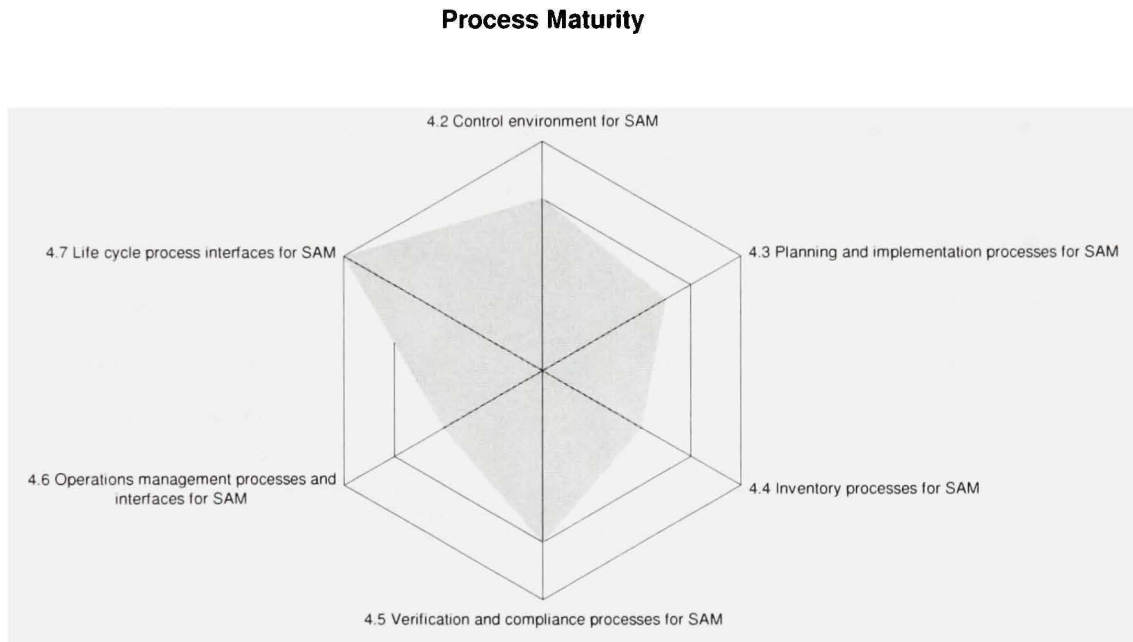 Process Maturity
4.2 Control environment for SAM
4.7 Life cycle process interfaces for SAM
4.3 Planning and implementation processes for SAM
4.6 Operations management processes and
interfaces for SAM
4.4 Inventory processes for SAM
4.5 Verification and compliance processes for SAM